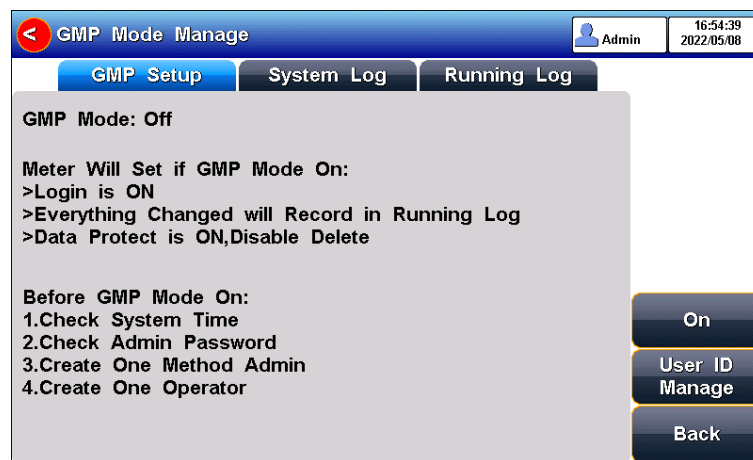 < GMP Mode Manage
Admin
16:54:39
2022/05/08
GMP Setup
System Log
Running Log
GMP Mode: Off
Meter Will Set if GMP Mode On:
>Login is ON
>Everything Changed will Record in Running Log
>Data Protect is ON,Disable Delete
Before GMP Mode On:
1.Check System Time
2.Check Admin Password
3.Create One Method Admin
4.Create One Operator
On
User ID
Manage
Back